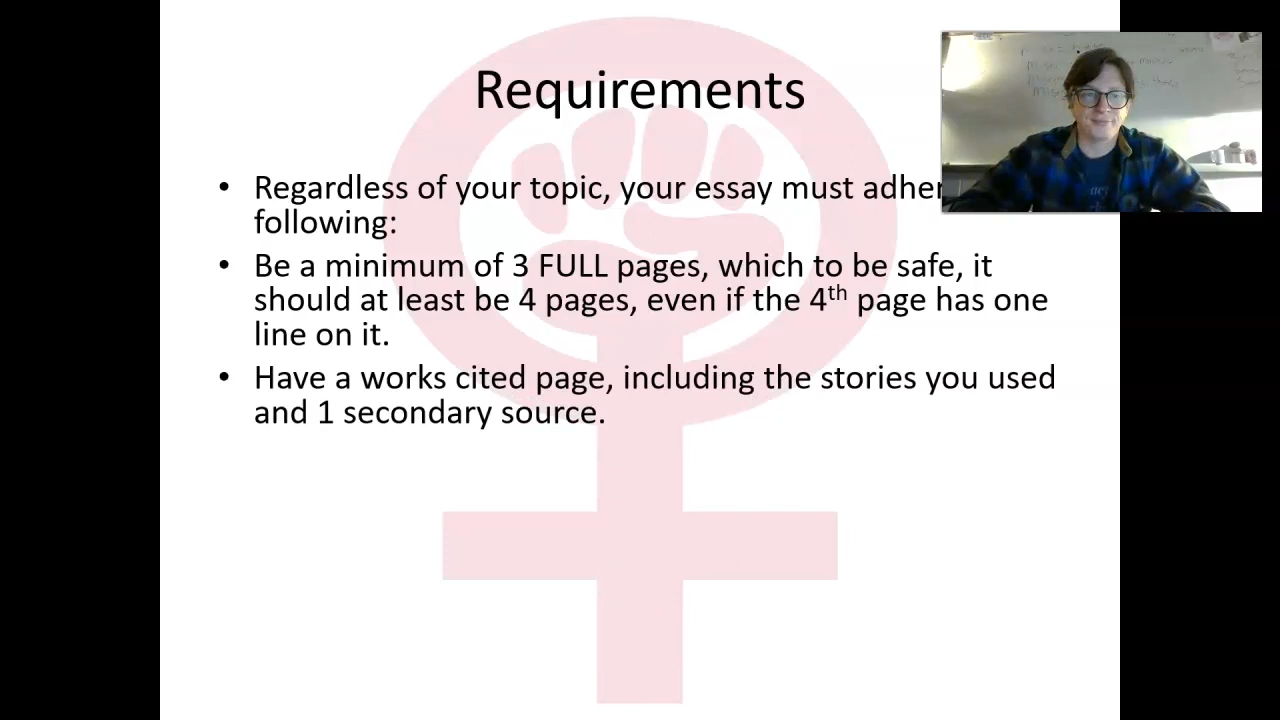 Requirements
• Regardless of your topic, your essay must
following:
• Be a minimum of 3 FULL pages, which to be safe, it
should at least be 4 pages, even if the 4th page has one
line on it.
• Have a works cited page, including the stories you used
and 1 secondary source.